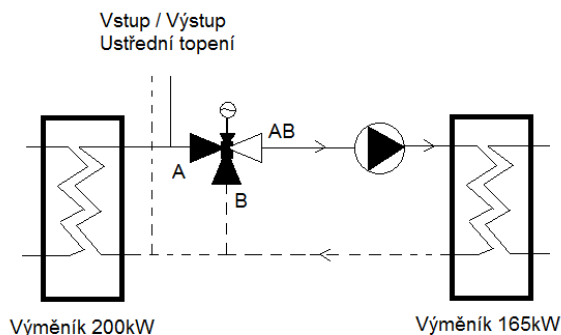 Vstup / Výstup
Ustřední topení
AB
A
B
Výměník 200kW
Výměník 165kW